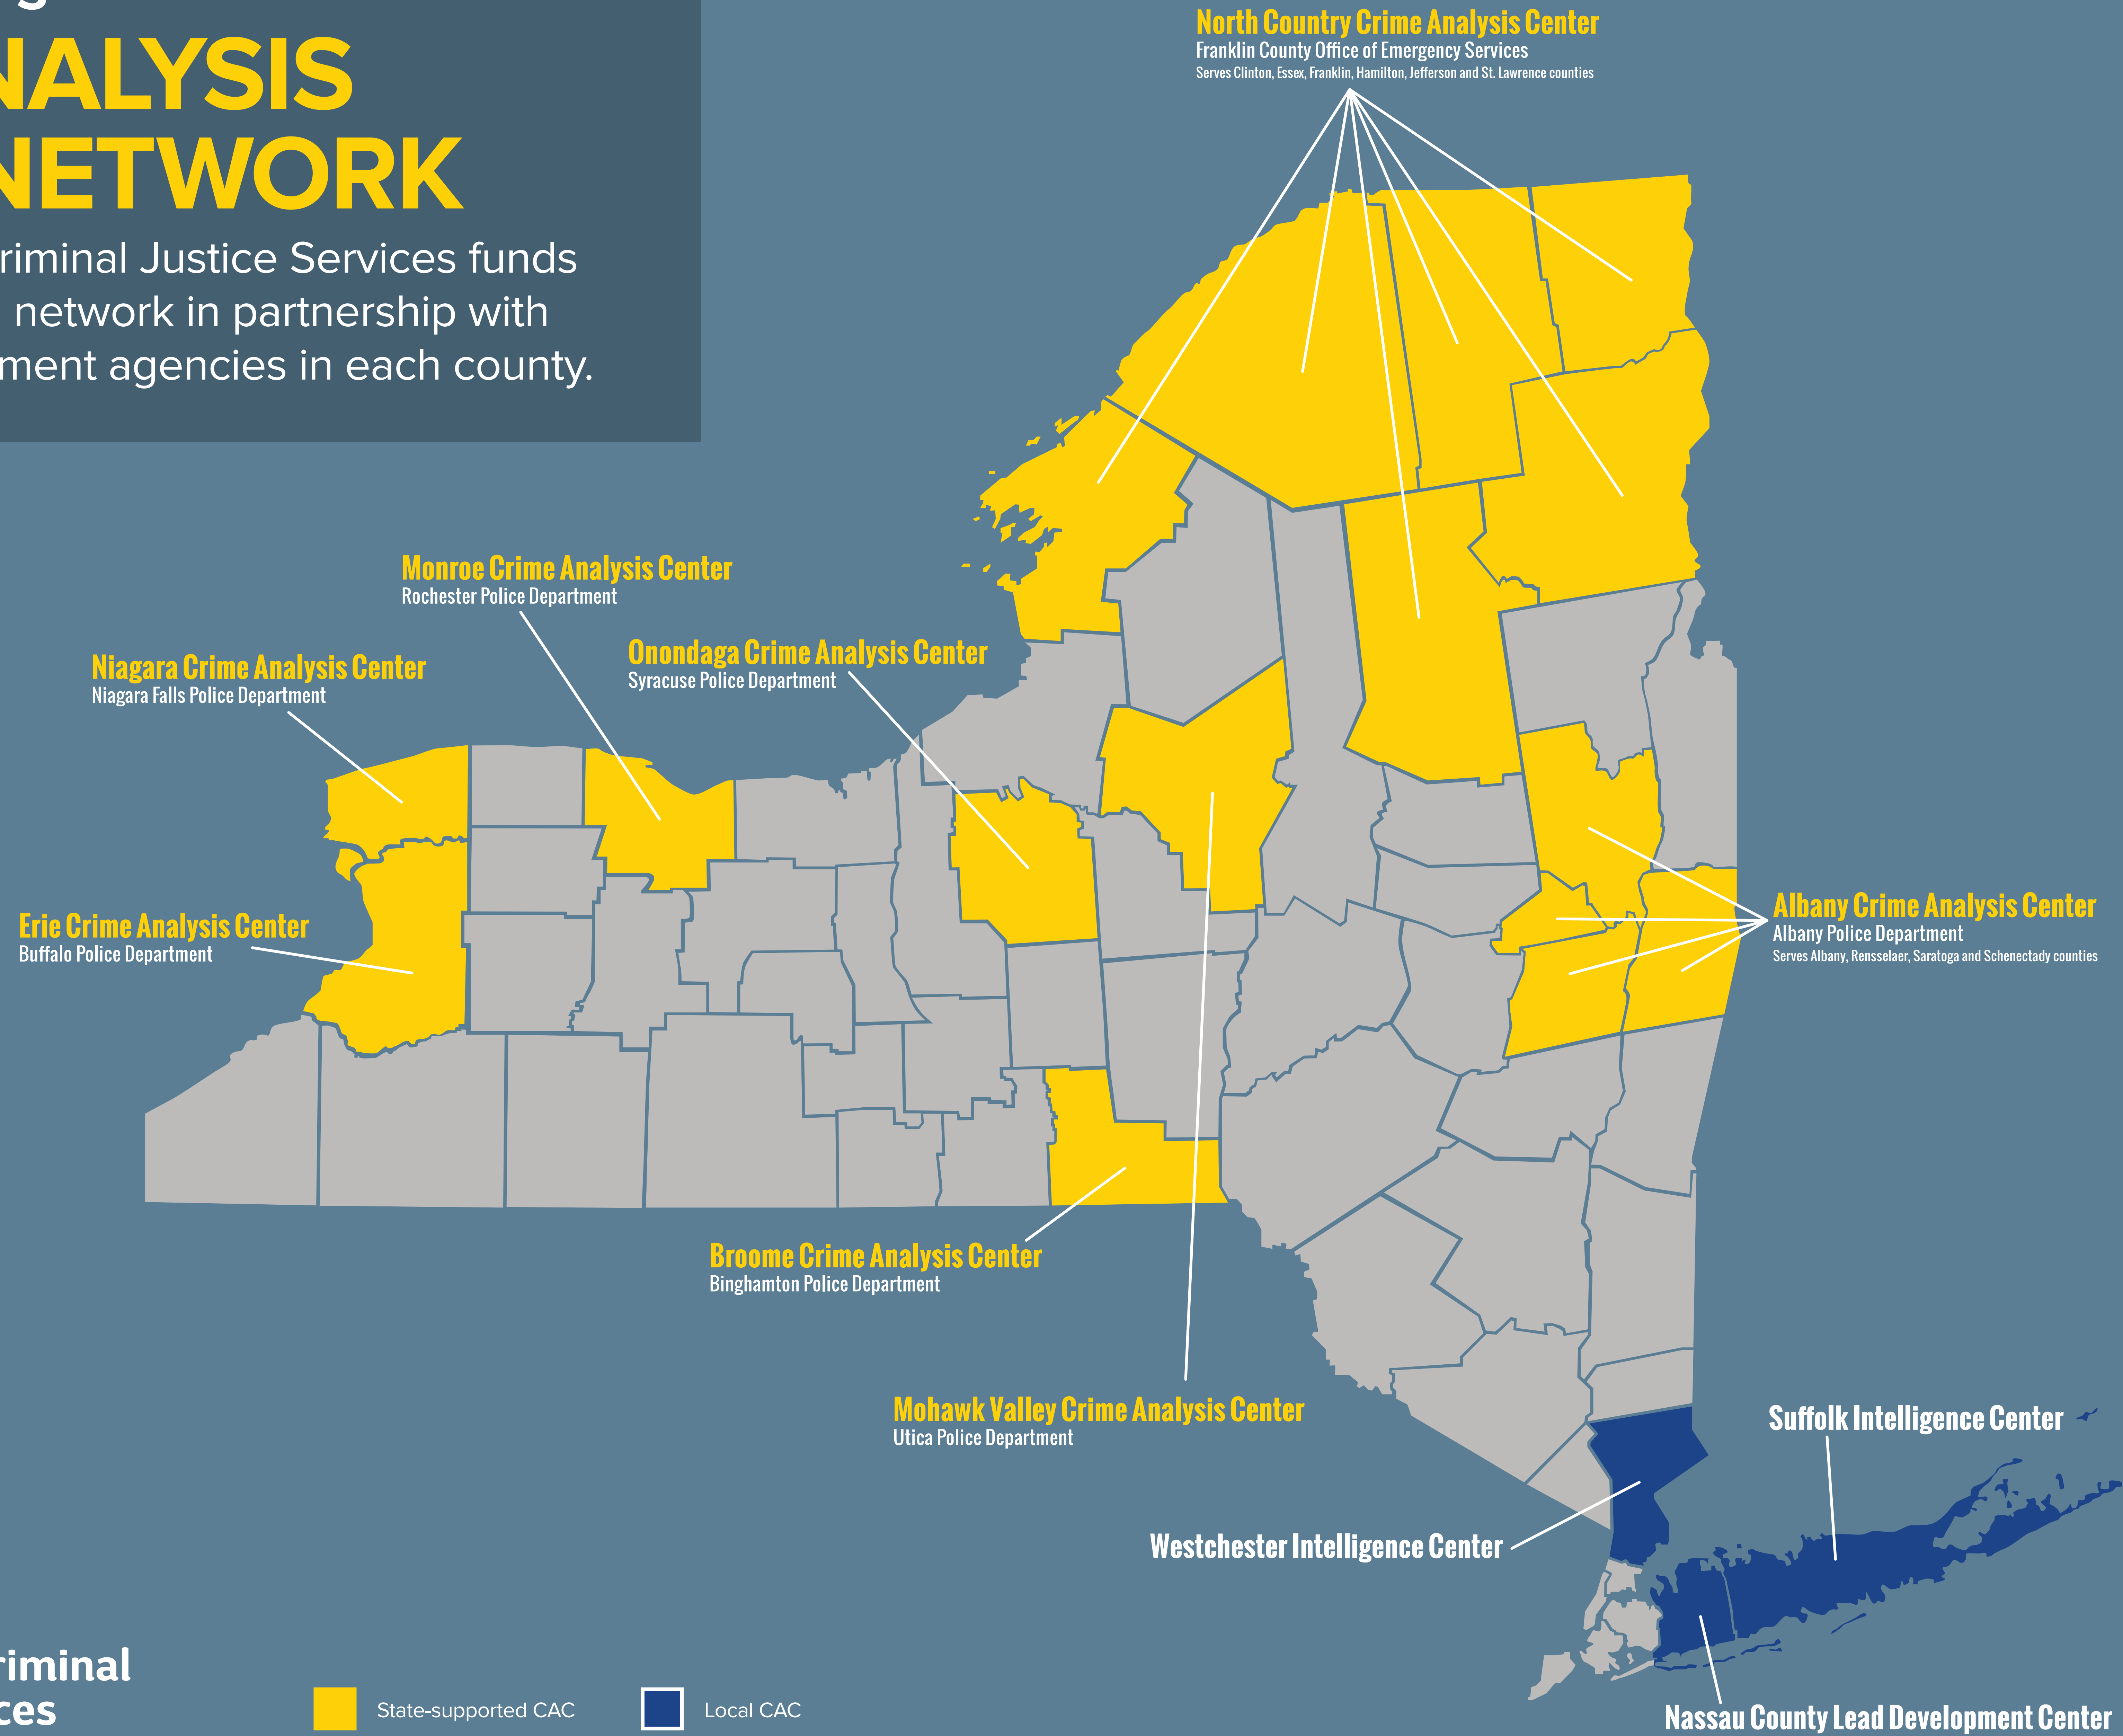 NALYSIS
NETWORK
riminal Justice Services funds
network in partnership with
ment agencies in each county.
North Country Crime Analysis Center
Franklin County Office of Emergency Services
Serves Clinton, Essex, Franklin, Hamilton, Jefferson and St. Lawrence counties
Monroe Crime Analysis Center
Rochester Police Department
Onondaga Crime Analysis Center
Syracuse Police Department
Niagara Crime Analysis Center
Niagara Falls Police Department
Erie Crime Analysis Center
Buffalo Police Department
Albany Crime Analysis Center
Albany Police Department
Serves Albany, Rensselaer, Saratoga and Schenectady counties
Broome Crime Analysis Center
Binghamton Police Department
Mohawk Valley Crime Analysis Center
Utica Police Department
Suffolk Intelligence Center
Westchester Intelligence Center
Nassau County Lead Development Center
riminal
ces
State-supported CAC
Local CAC